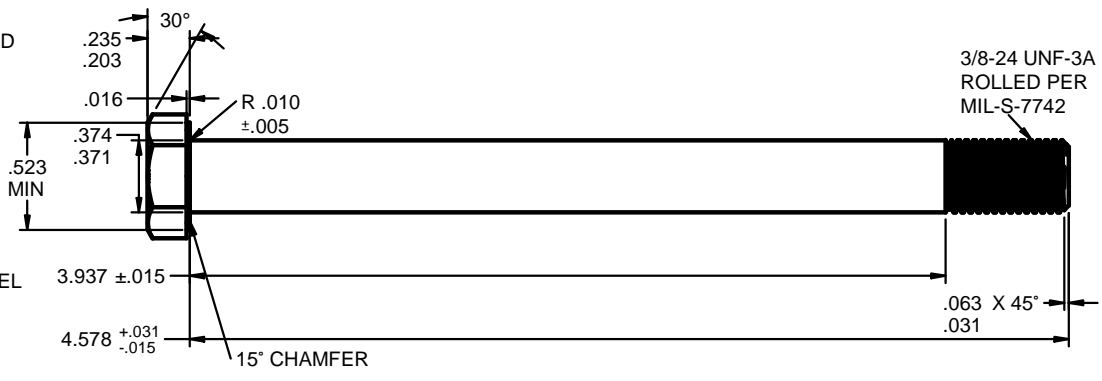 30°
D
.235
.203
3/8-24 UNF-3A
ROLLED PER
MIL-S-7742
.016
R .010
±.005
.374
.371
.523
MIN
EL
3.937 ±.015
.063 X 45°
.031
4.578 +.031
-.015
15° CHAMFER